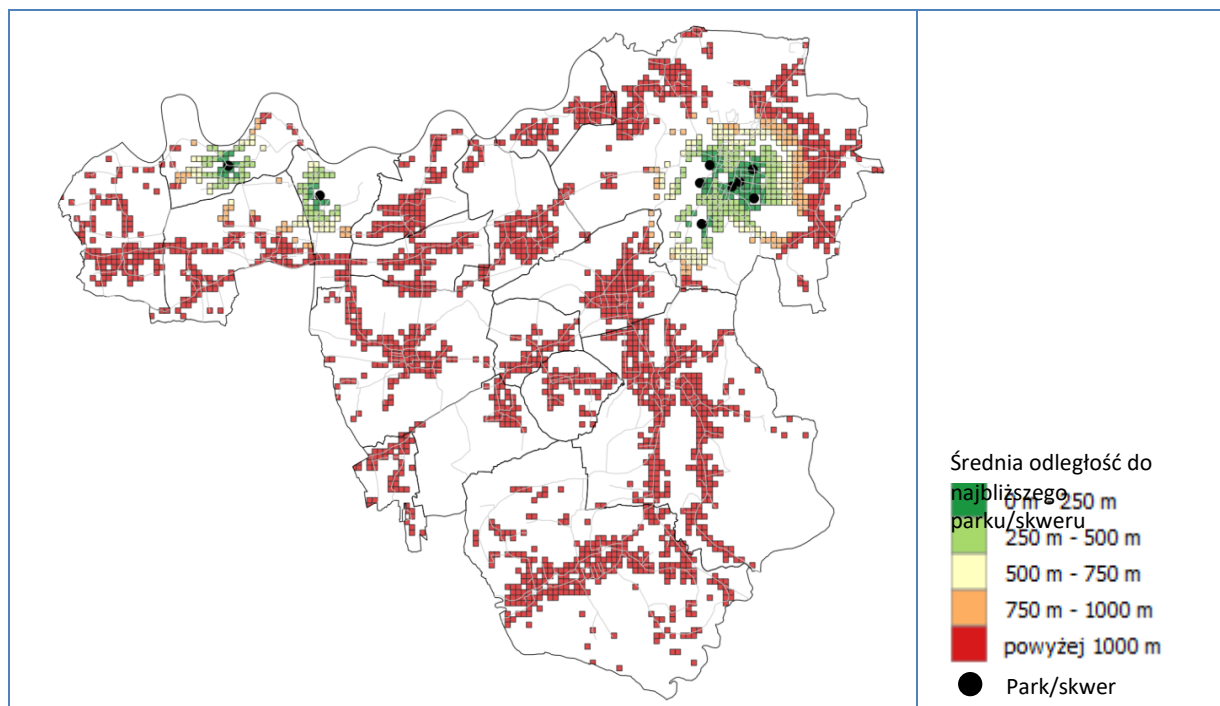 Średnia odległość do
najbliższego
0 m - 250 m
parku/skweru
250 m - 500 m
500 m - 750 m
750 m - 1000 m
powyżej 1000 m
Park/skwer